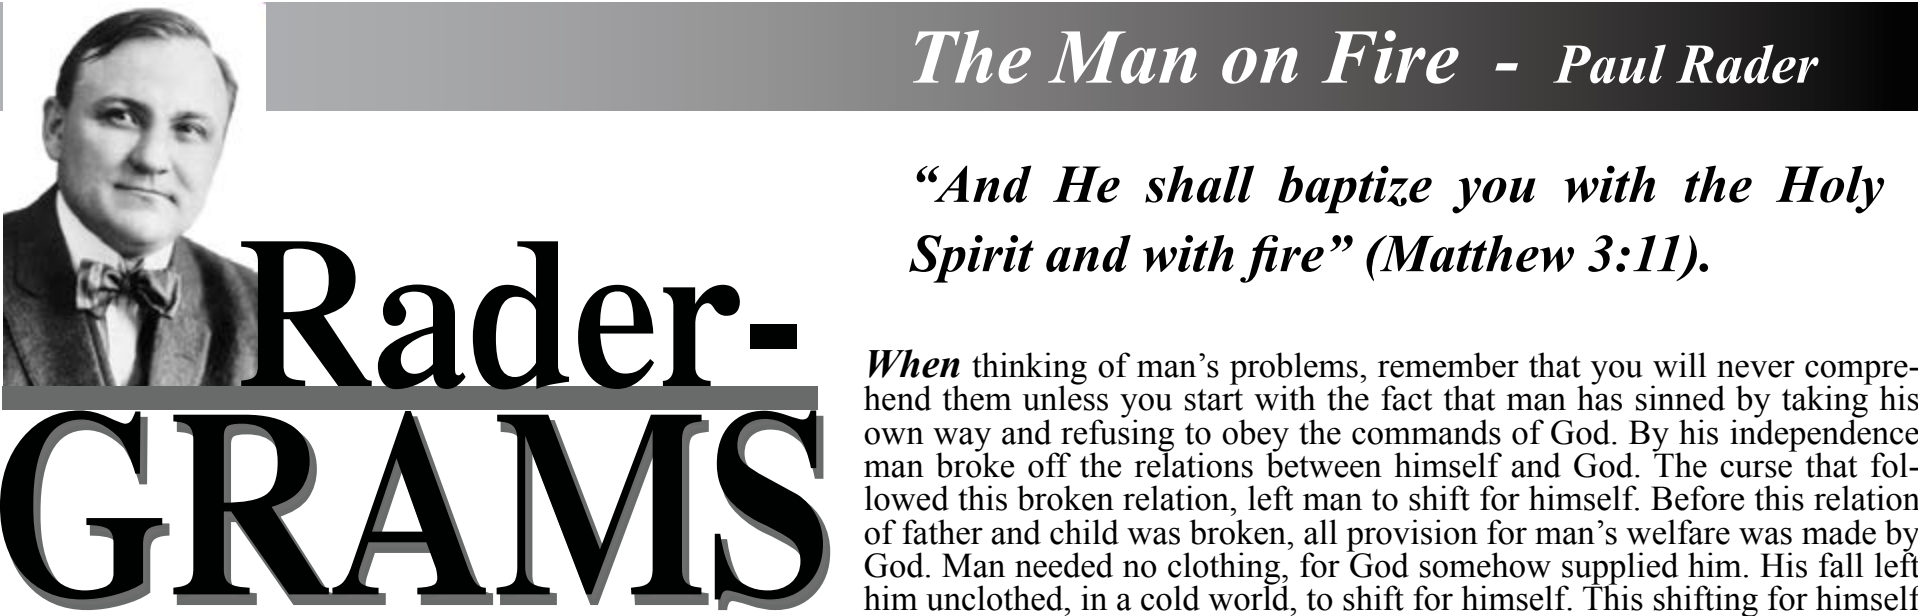 The Man on Fire - Paul Rader
Rader-
GRAMS
“And He shall baptize you with the Holy
Spirit and with fire” (Matthew 3:11).
When thinking of man’s problems, remember that you will never compre-
hend them unless you start with the fact that man has sinned by taking his
own way and refusing to obey the commands of God. By his independence
man broke off the relations between himself and God. The curse that fol-
lowed this broken relation, left man to shift for himself. Before this relation
of father and child was broken, all provision for man’s welfare was made by
God. Man needed no clothing, for God somehow supplied him. His fall left
him unclothed, in a cold world, to shift for himself. This shifting for himself